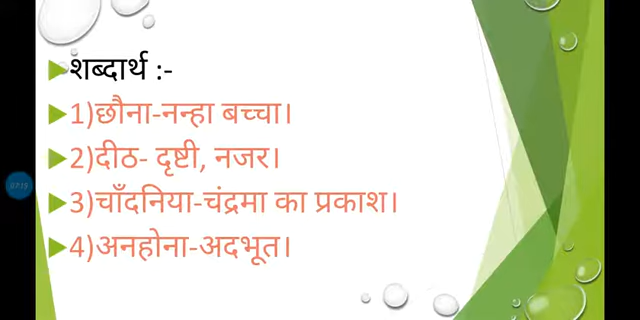 शब्दार्थ :-
1)छौना-नन्हा बच्चा।
2)दीठ- दृष्टी, नजर।
3)चाँदनिया-चंद्रमा का प्रकाश।
4)अनहोना-अदभूत।